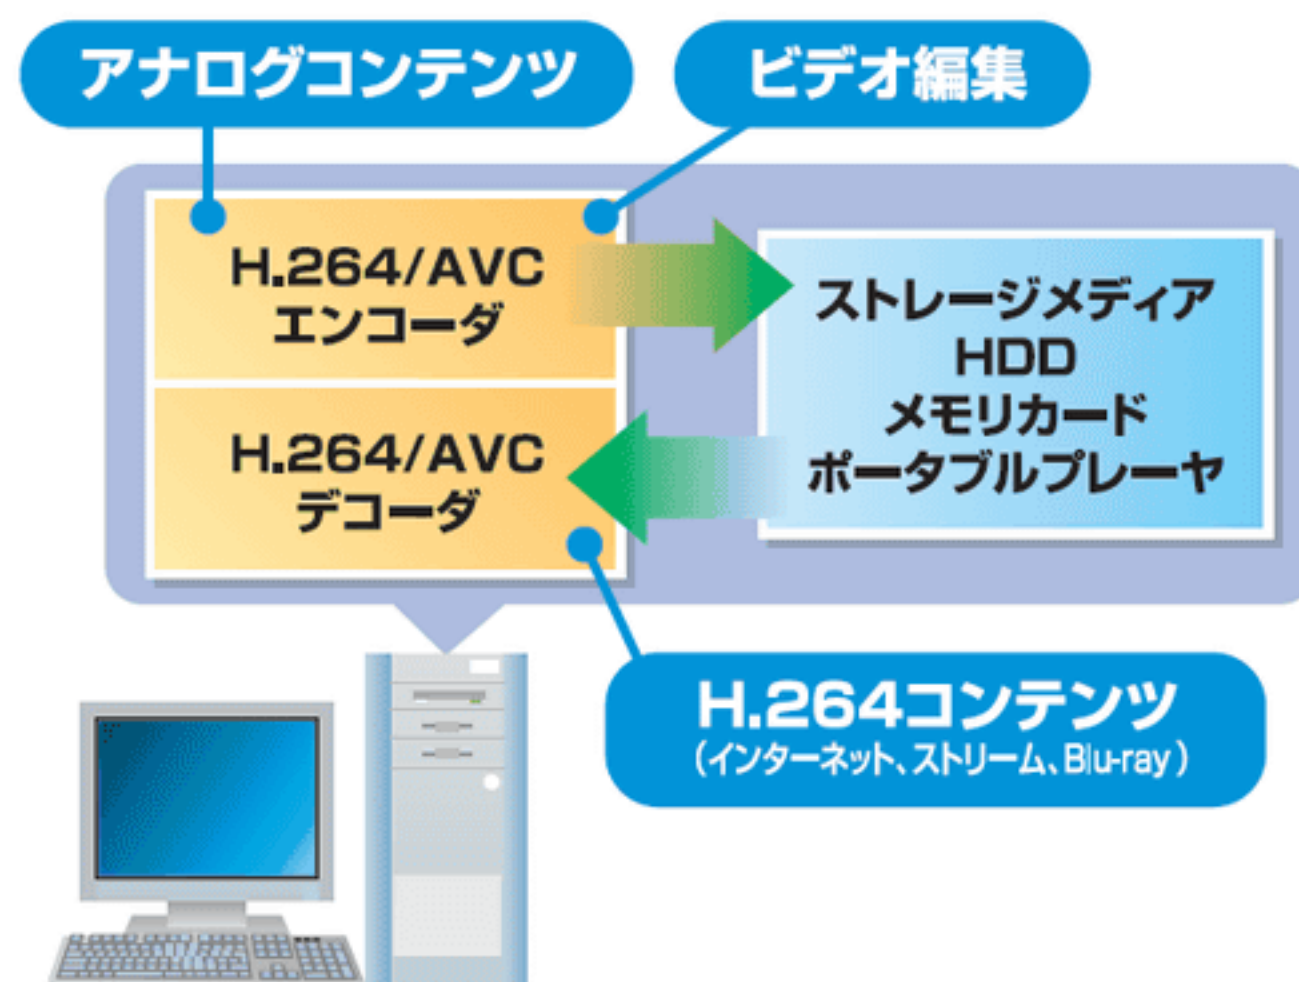 アナログコンテンツ
ビデオ編集
H.264/AVC
エンコーダ
ストレージメディア
HDD
メモリカード
ポータブルプレーヤ
H.264/AVC
デコーダ
H.264コンテンツ
(インターネット、ストリーム、Blu-ray)